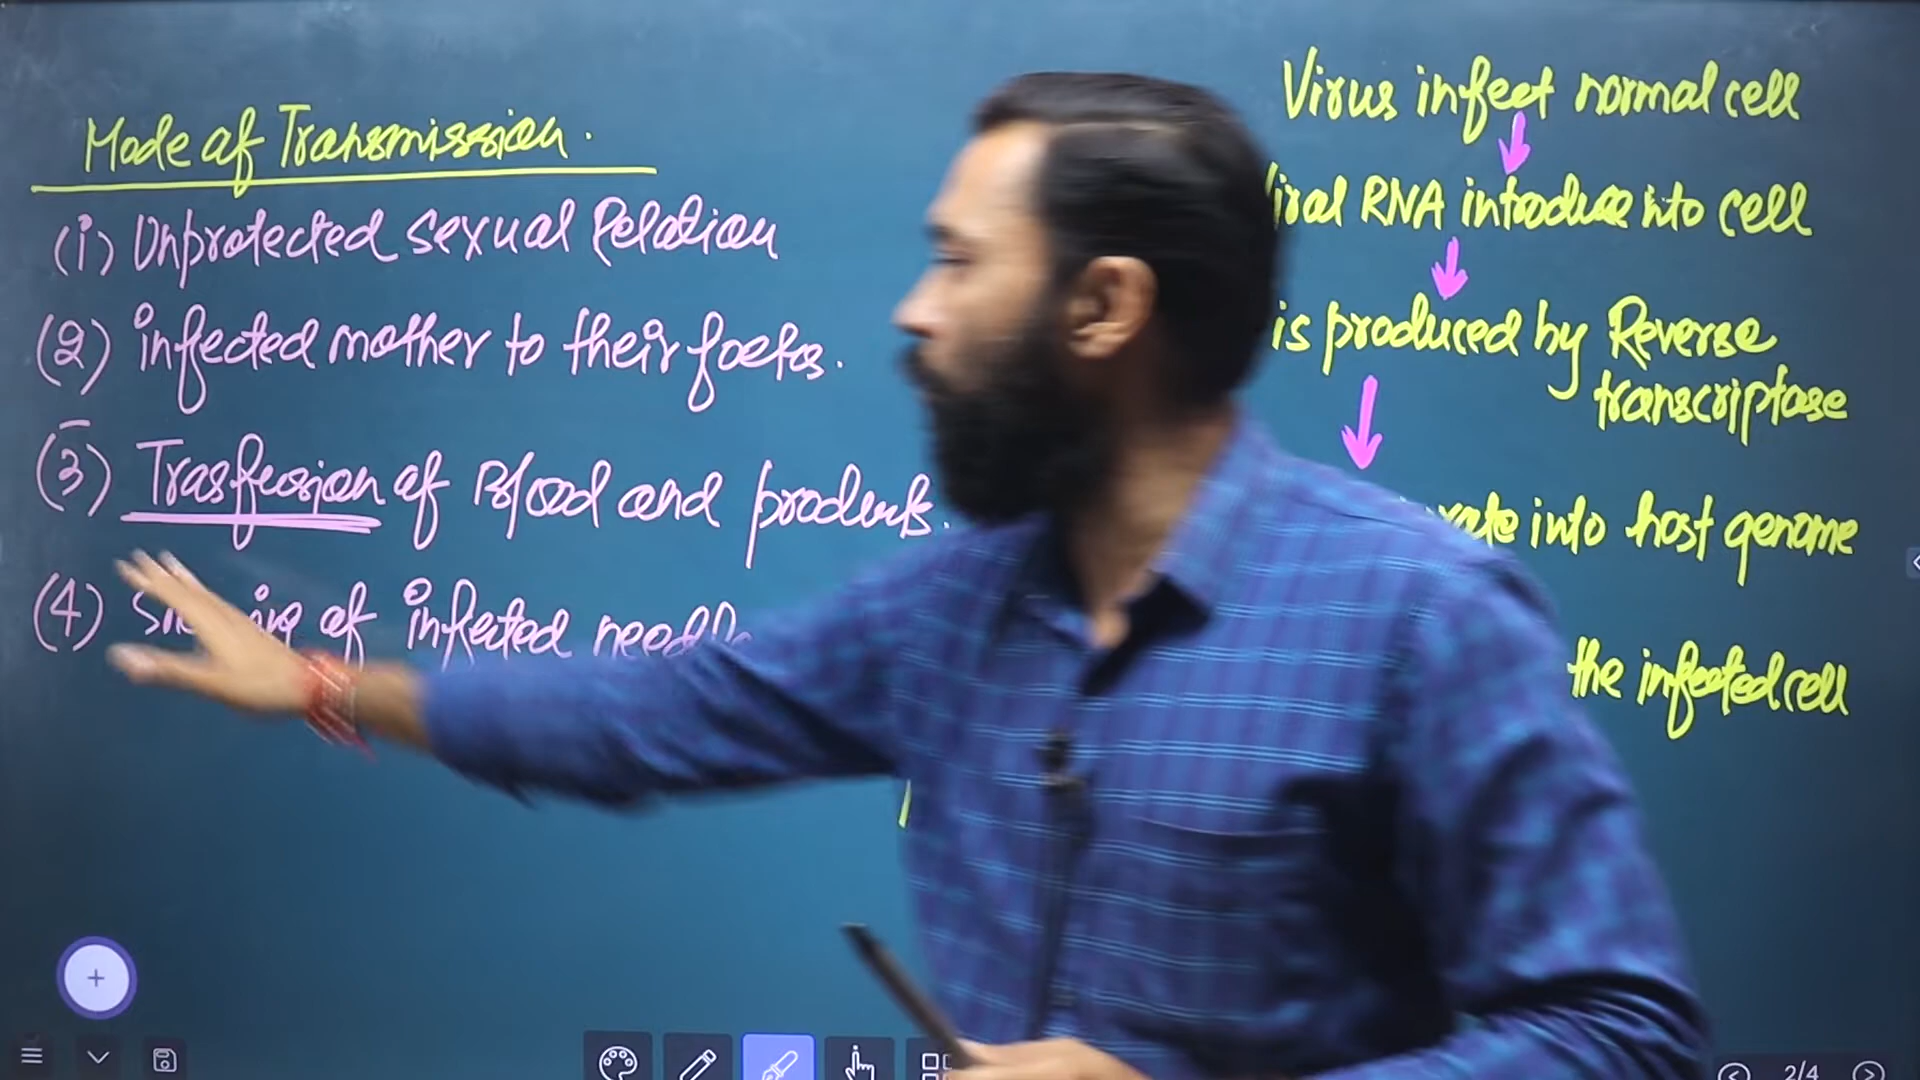 Mode of Transmission.
(i) Unprotected sexual Relation
(2) infected mother to their foetos.
(3) Trasfusion of Blood and products.
(4) of infected
Virus infect normal cell
RNA introduce into cell
is produced by Reverse
transcriptase
into host genome
the infected cell
2/4